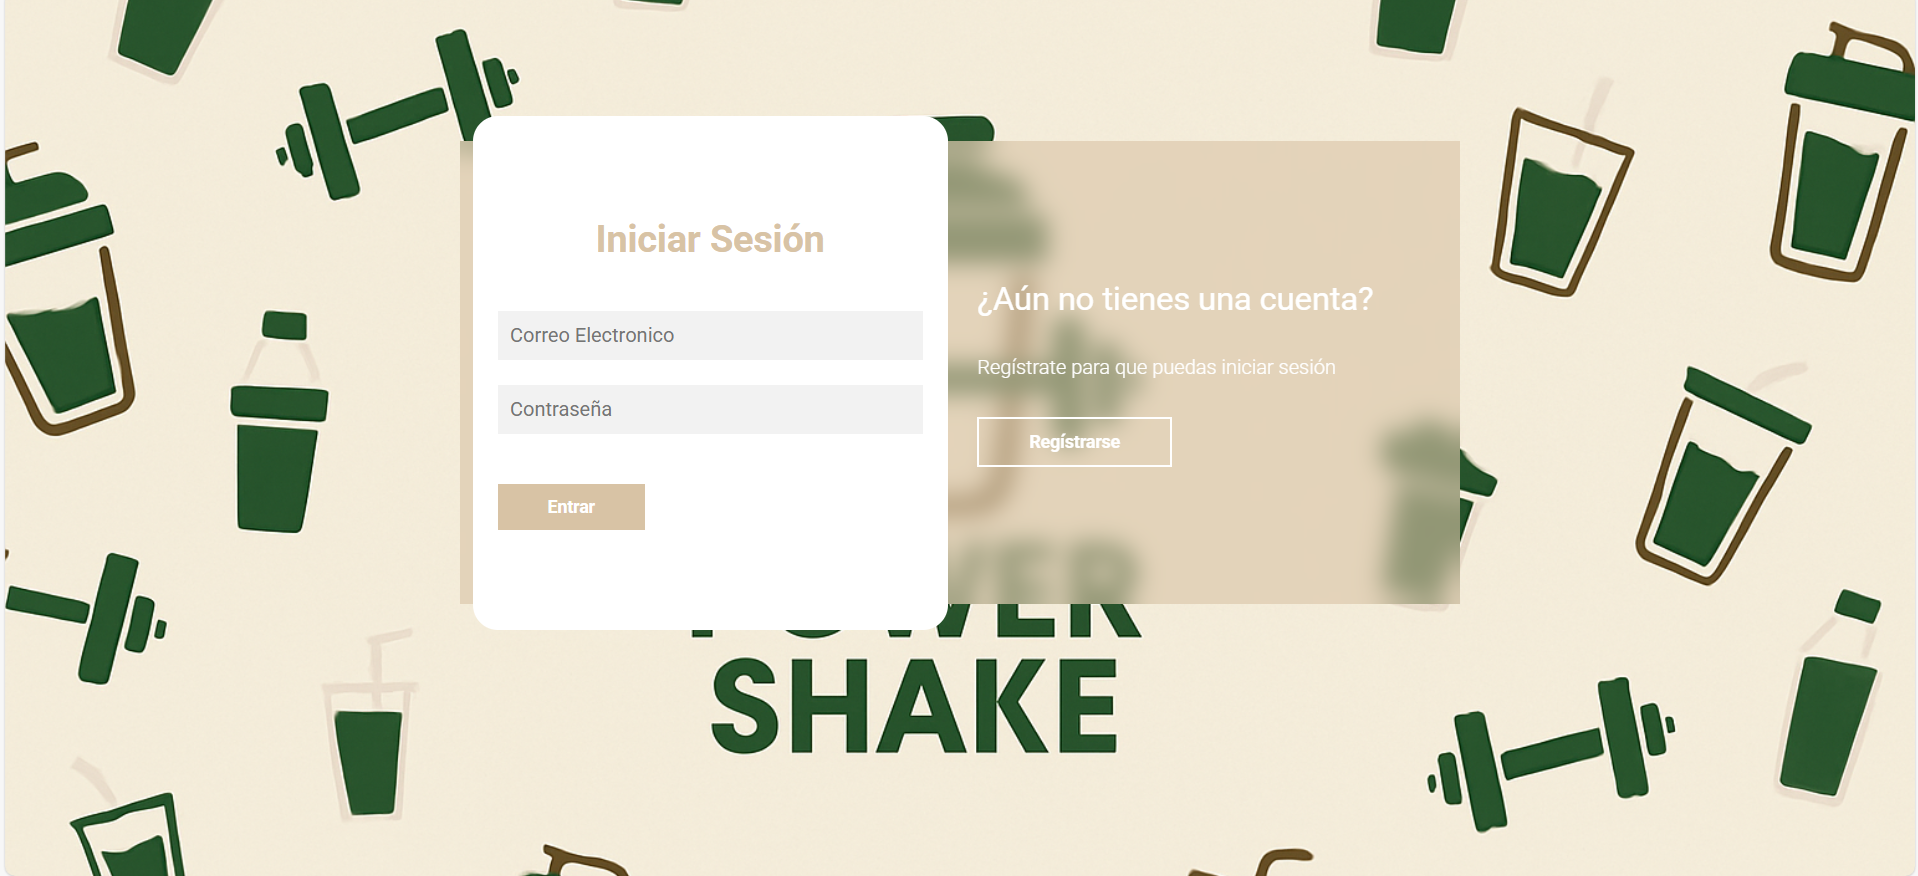 Iniciar Sesión
Correo Electronico
Contraseña
Entrar
¿Aún no tienes una cuenta?
Regístrate para que puedas iniciar sesión
Regístrarse
POWER
SHAKE